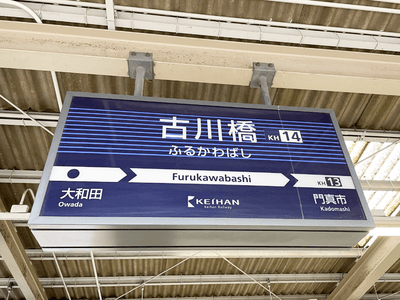 古川橋 KH 14
ふるかわばし
Furukawabashi
KH 13
大和田
Owada
門真市
Kadomashi
KEIHAN
Keihan Railway